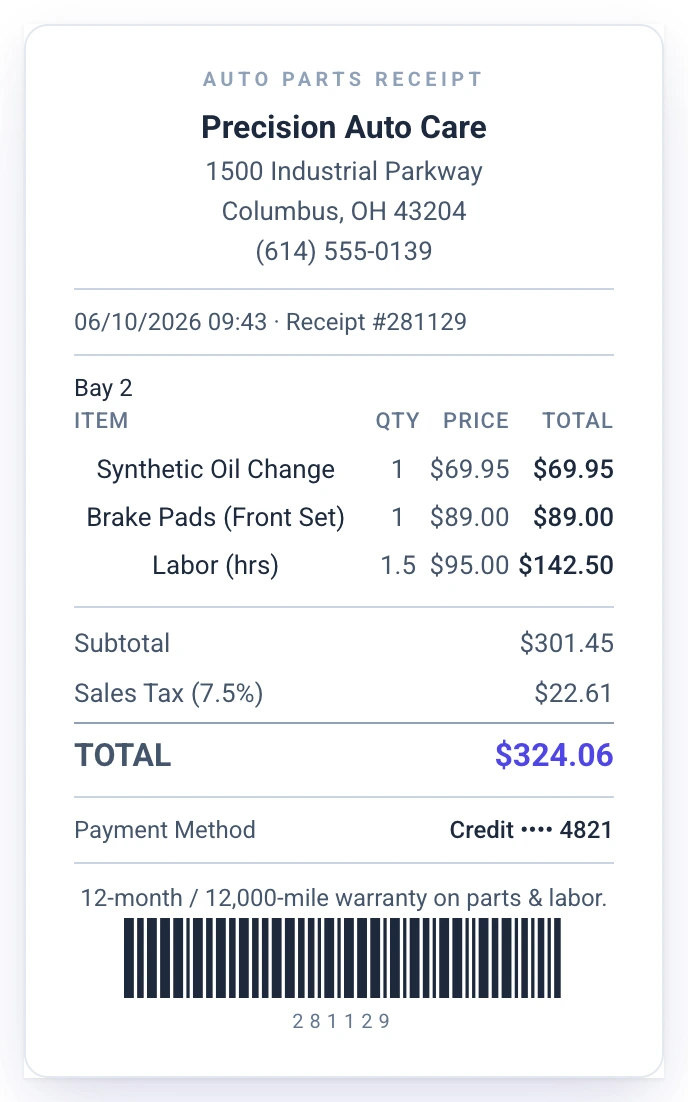 AUTO PARTS RECEIPT
Precision Auto Care
1500 Industrial Parkway
Columbus, OH 43204
(614) 555-0139
06/10/2026 09:43 · Receipt #281129
Bay 2
ITEM QTY PRICE TOTAL
Synthetic Oil Change 1 $69.95 $69.95
Brake Pads (Front Set) 1 $89.00 $89.00
Labor (hrs) 1.5 $95.00 $142.50
Subtotal $301.45
Sales Tax (7.5%) $22.61
TOTAL $324.06
Payment Method Credit •••• 4821
12-month / 12,000-mile warranty on parts & labor.
281129